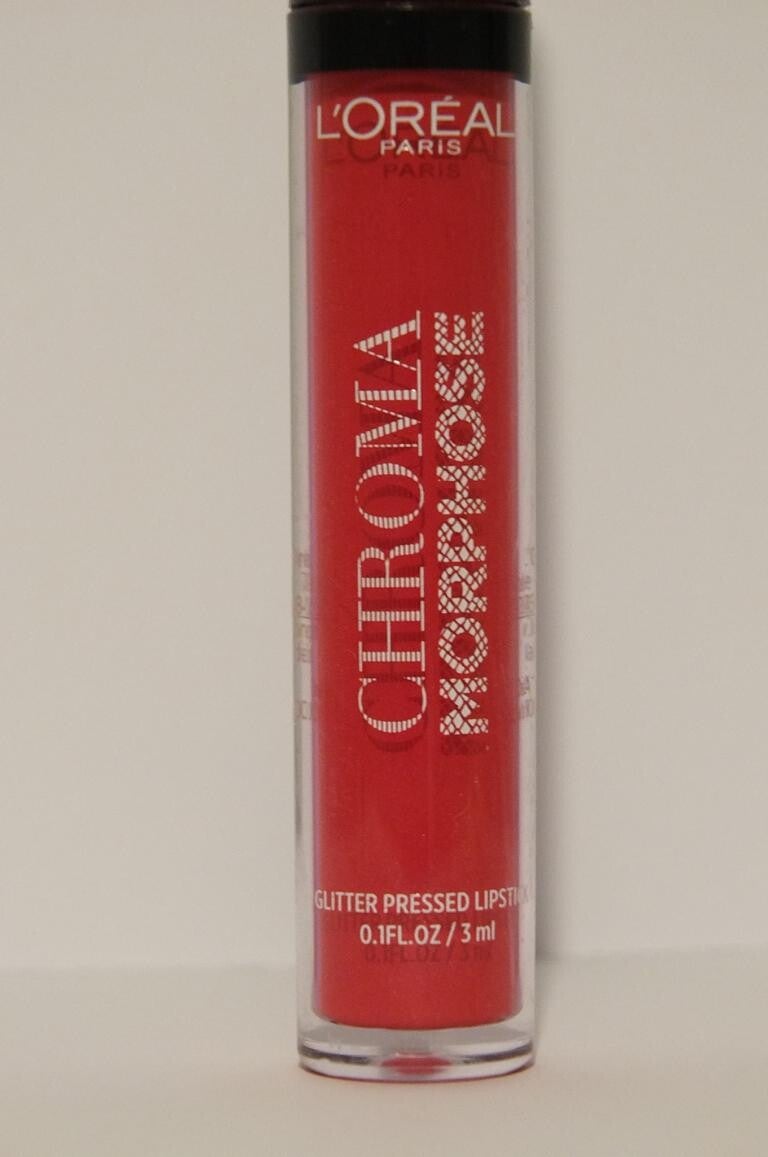 L'ORÉAL
PARIS
CHROMA
MORPHOSE
GLITTER PRESSED LIPSTICK
0.1FL.OZ / 3 ml